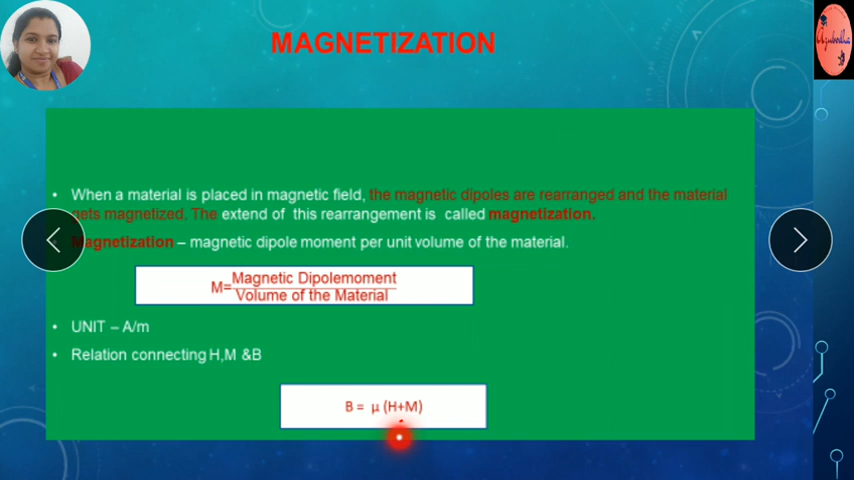 MAGNETIZATION
• When a material is placed in magnetic field, the magnetic dipoles are rearranged and the material
gets magnetized. The extend of this rearrangement is called magnetization.
• Magnetization – magnetic dipole moment per unit volume of the material.
M=Magnetic Dipolemoment
Volume of the Material
• UNIT – A/m
• Relation connecting H,M &B
B = μ (H+M)